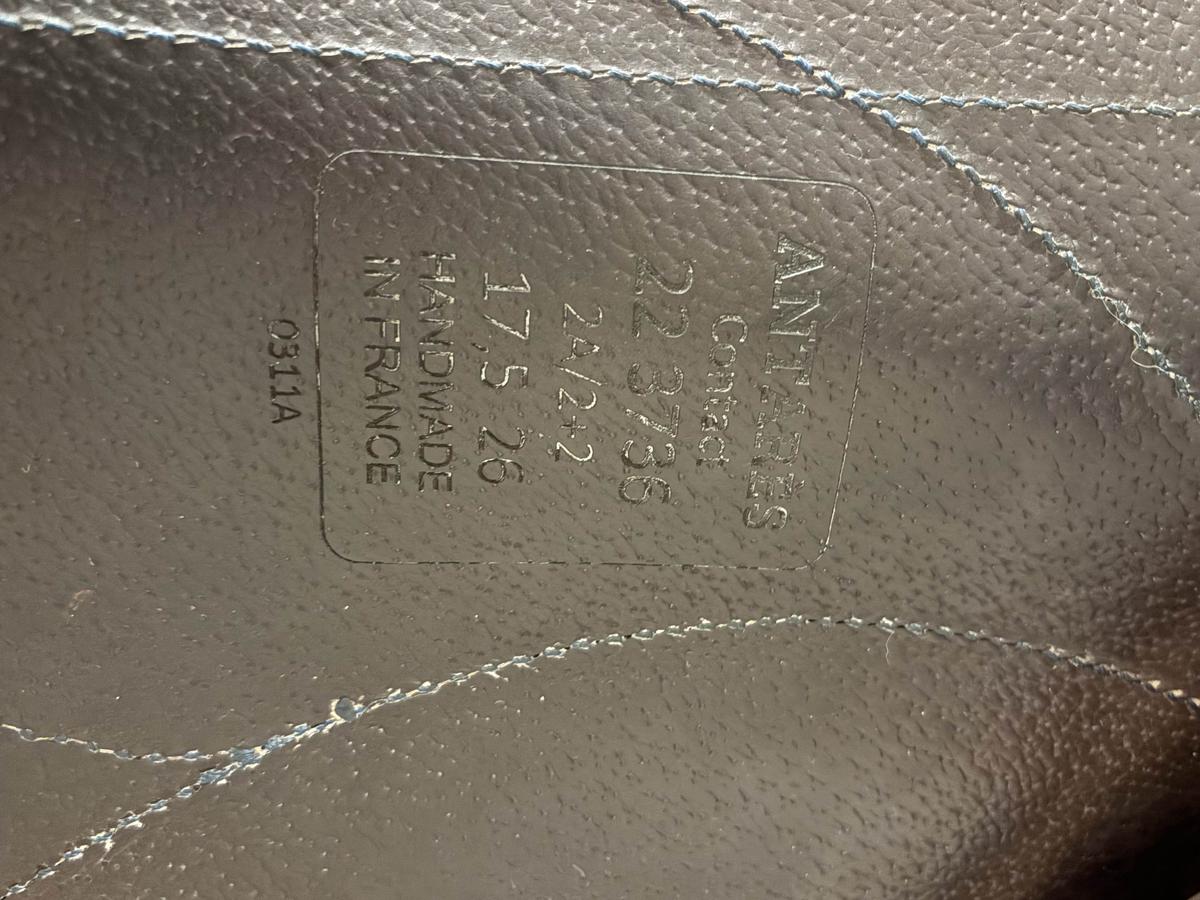 ANTARÈS
Contact
22 3736
2A/2+2
17,5 26
HANDMADE
IN FRANCE
0311A